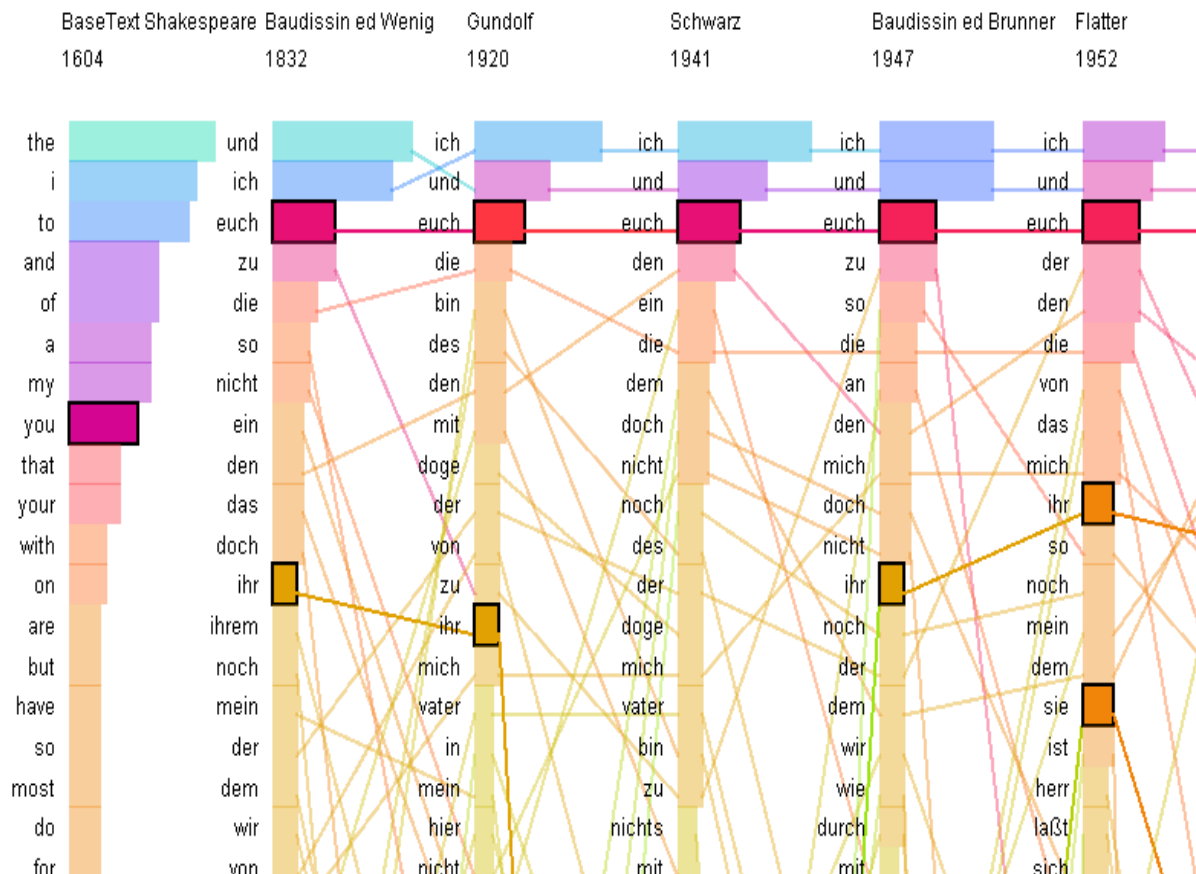 BaseText Shakespeare Baudissin ed Wenig Gundolf Schwarz Baudissin ed Brunner Flatter
1604 1832 1920 1941 1947 1952
the und ich ich ich ich
i ich und und und und
to euch euch euch euch euch
and zu die den zu der
of die bin ein so den
a so des die die die
my nicht den dem an von
you ein mit doch den das
that den doge nicht mich mich
your das der noch doch ihr
with doch von des nicht so
on ihr zu der ihr noch
are ihrem ihr doge noch mein
but noch mich mich der dem
have mein vater vater dem sie
so der in bin wir ist
most dem mein zu wie herr
do wir hier nichts durch laßt
for von nicht mit mit sich